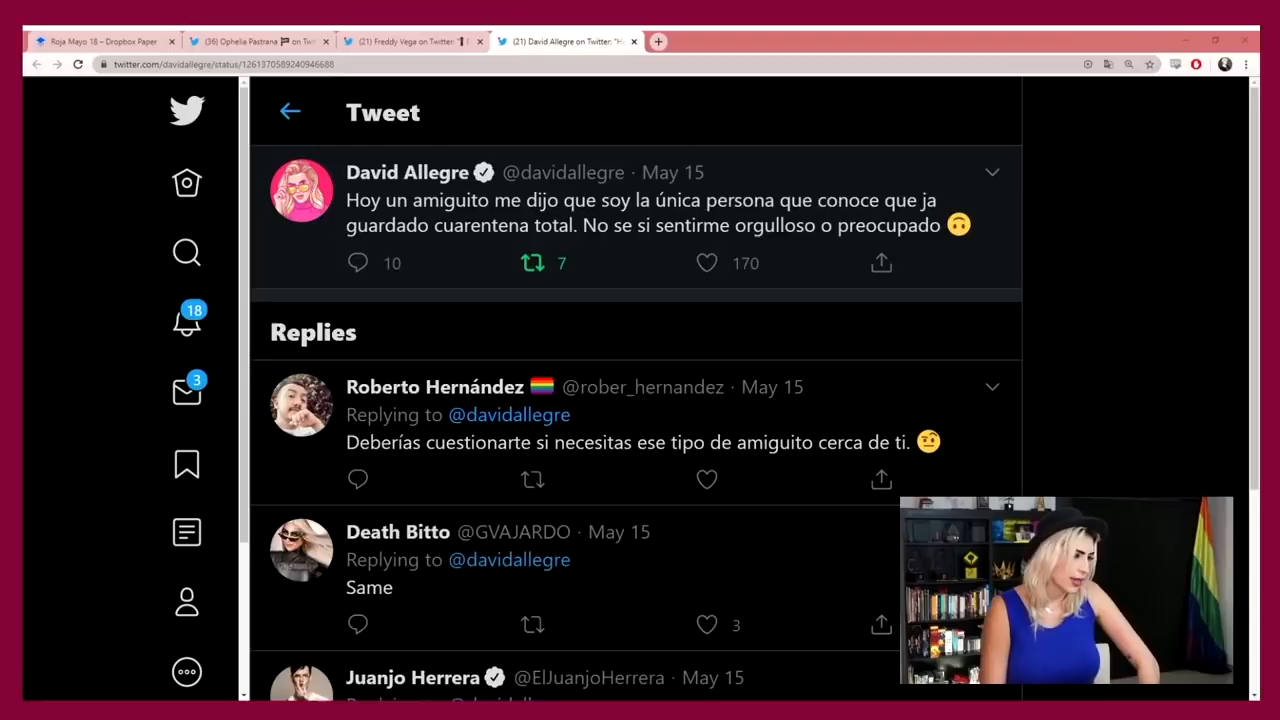 Roja Mayo 18 – Dropbox Paper
(36) Ophelia Pastrana on Twi
(21) Freddy Vega on Twitter: "
(21) David Allegre on Twitter: "H
twitter.com/davidallegre/status/1261370589240946688
Tweet
David Allegre @davidallegre · May 15
Hoy un amiguito me dijo que soy la única persona que conoce que ja
guardado cuarentena total. No se si sentirme orgulloso o preocupado 🙃
10 7 170
18
Replies
3
Roberto Hernández 🏳️‍🌈 @rober_hernandez · May 15
Replying to @davidallegre
Deberías cuestionarte si necesitas ese tipo de amiguito cerca de ti. 🤨
Death Bitto @GVAJARDO · May 15
Replying to @davidallegre
Same
3
Juanjo Herrera @ElJuanjoHerrera · May 15